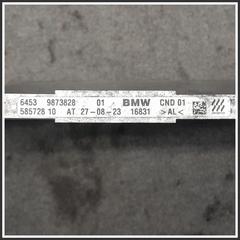 6453 9873828 01 BMW CND 01
585728 10 AT 27-08-23 16831 >AL<